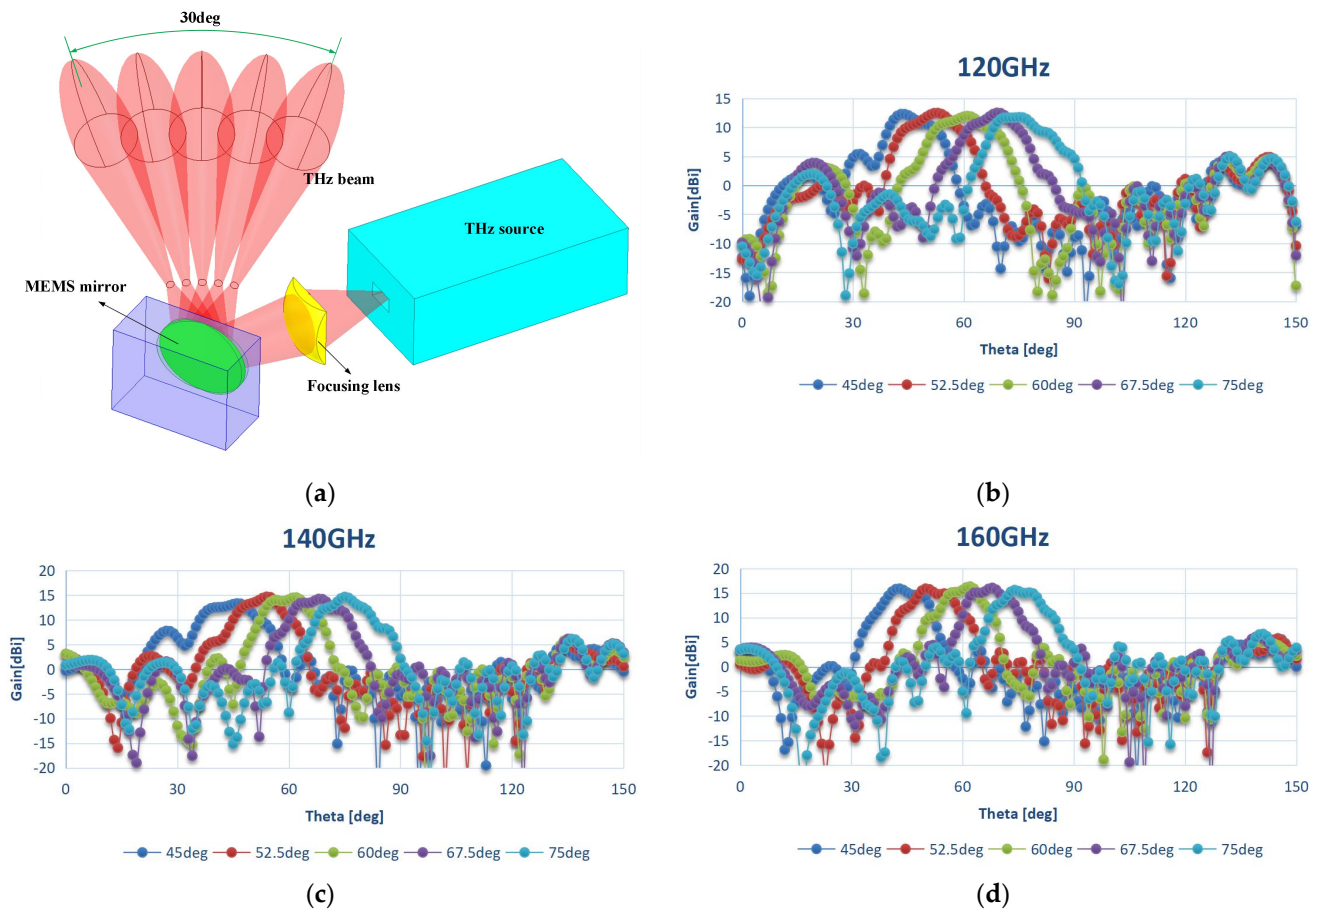 30deg
THz beam
THz source
MEMS mirror
Focusing lens
(a)
120GHz
Gain[dBi]
15
10
5
0
-5
-10
-15
-20
0 30 60 90 120 150
Theta [deg]
45deg 52.5deg 60deg 67.5deg 75deg
(b)
140GHz
Gain[dBi]
20
15
10
5
0
-5
-10
-15
-20
0 30 60 90 120 150
Theta [deg]
45deg 52.5deg 60deg 67.5deg 75deg
(c)
160GHz
Gain[dBi]
20
15
10
5
0
-5
-10
-15
-20
0 30 60 90 120 150
Theta [deg]
45deg 52.5deg 60deg 67.5deg 75deg
(d)